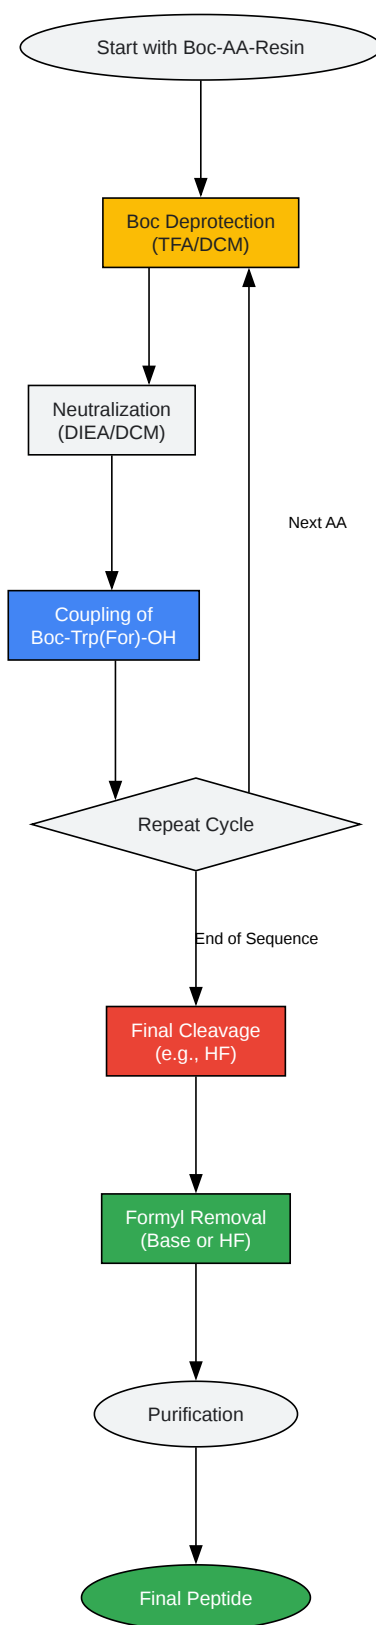 Start with Boc-AA-Resin
Boc Deprotection
(TFA/DCM)
Neutralization
(DIEA/DCM)
Next AA
Coupling of
Boc-Trp(For)-OH
Repeat Cycle
End of Sequence
Final Cleavage
(e.g., HF)
Formyl Removal
(Base or HF)
Purification
Final Peptide